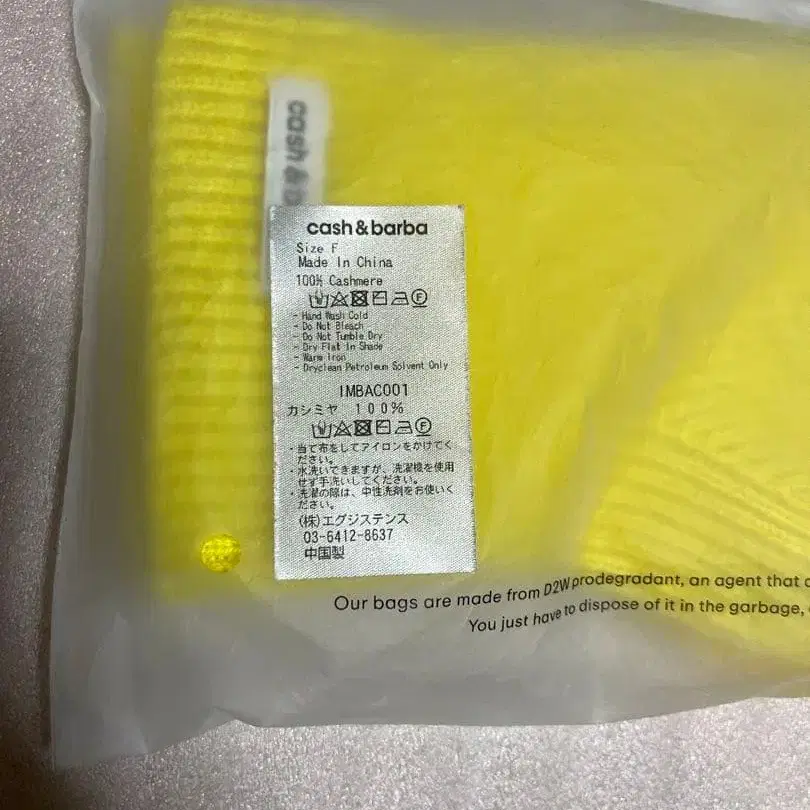 cash & b
cash & barba
Size F
Made In China
100% Cashmere
- Hand Wash Cold
- Do Not Bleach
- Do Not Tumble Dry
- Dry Flat In Shade
- Warm Iron
- Dryclean Petroleum Solvent Only
IMBAC001
カシミヤ 100%
・当て布をしてアイロンをかけてく
ださい。
・水洗いできますが、洗濯機を使用
せず手洗いしてください。
・洗濯の際は、中性洗剤をお使いく
ださい。
(株)エグジステンス
03-6412-8637
中国製
Our bags are made from D2W prodegradant, an agent that
You just have to dispose of it in the garbage,